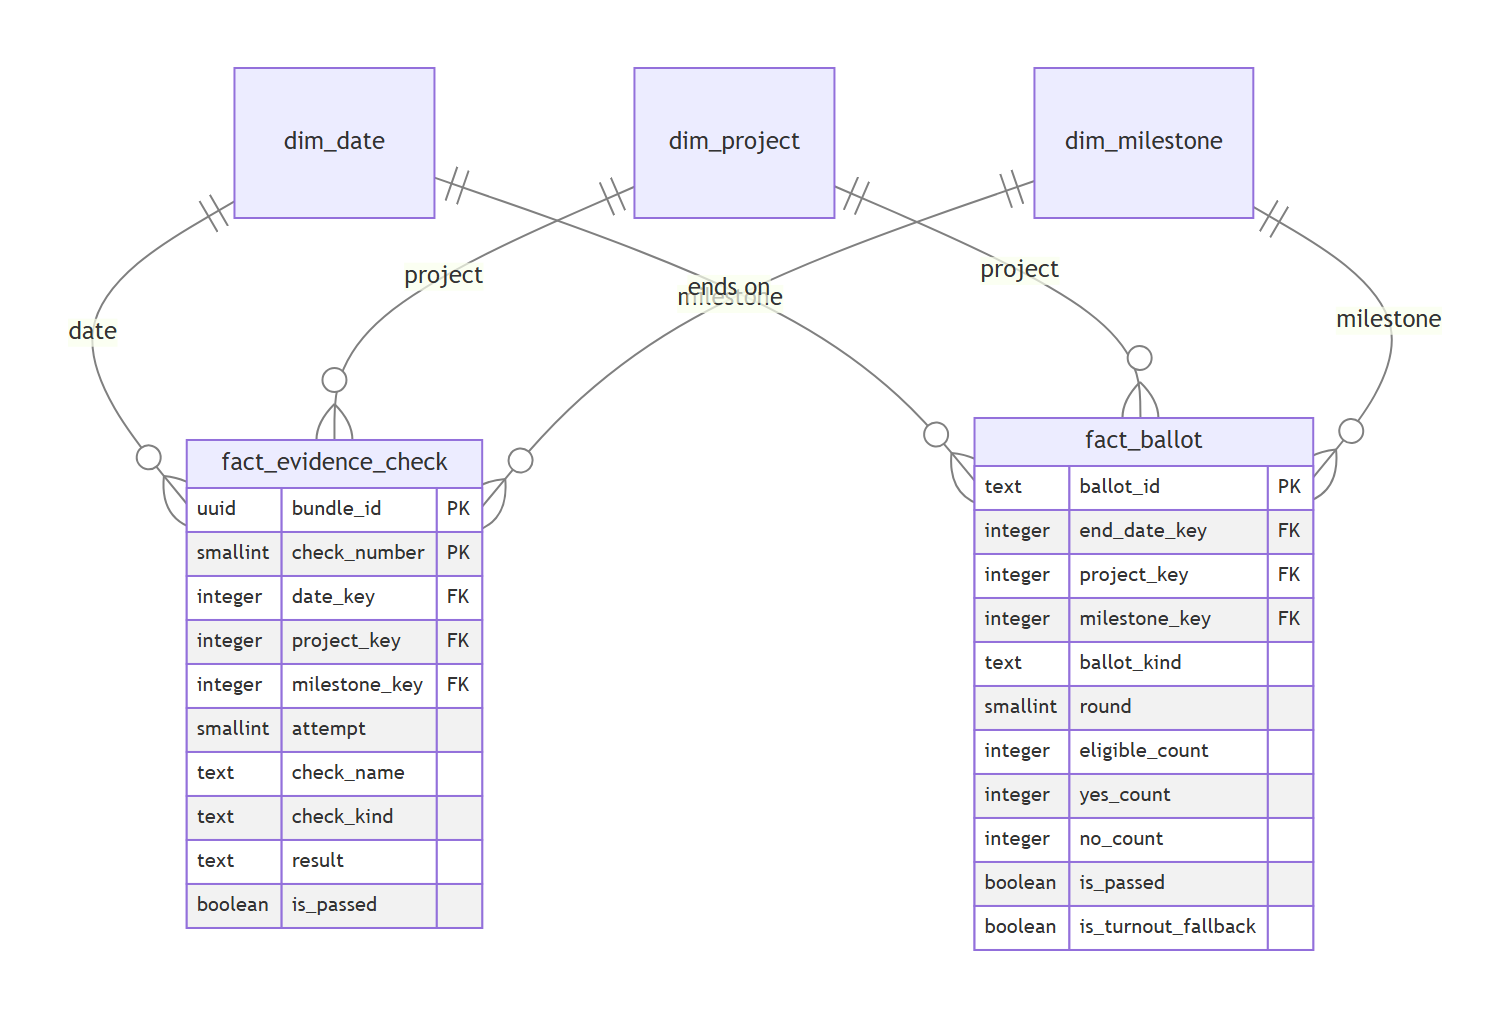 dim_date
dim_project
dim_milestone
project
project
ends on
milestone
milestone
date
fact_evidence_check
uuid bundle_id PK
smallint check_number PK
integer date_key FK
integer project_key FK
integer milestone_key FK
smallint attempt
text check_name
text check_kind
text result
boolean is_passed
fact_ballot
text ballot_id PK
integer end_date_key FK
integer project_key FK
integer milestone_key FK
text ballot_kind
smallint round
integer eligible_count
integer yes_count
integer no_count
boolean is_passed
boolean is_turnout_fallback